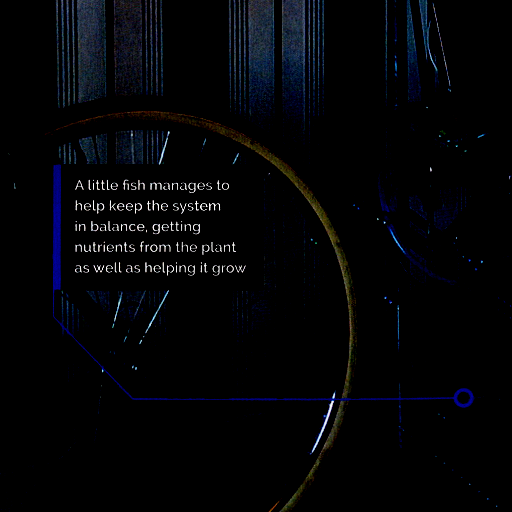 A little fish manages to
help keep the system
in balance, getting
nutrients from the plant
as well as helping it grow